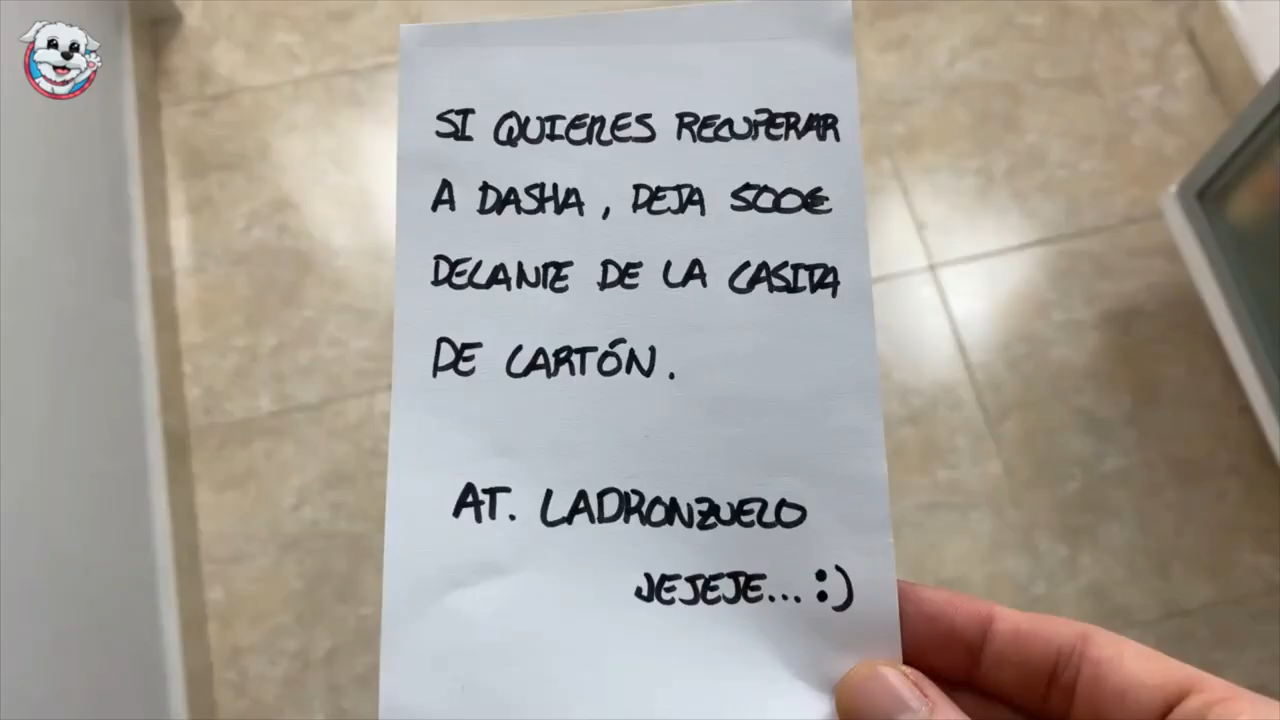 SI QUIERES RECUPERAR
A DASHA, DEJA 500€
DELANTE DE LA CASITA
DE CARTÓN.
AT. LADRONZUELO
JEJEJE... :)